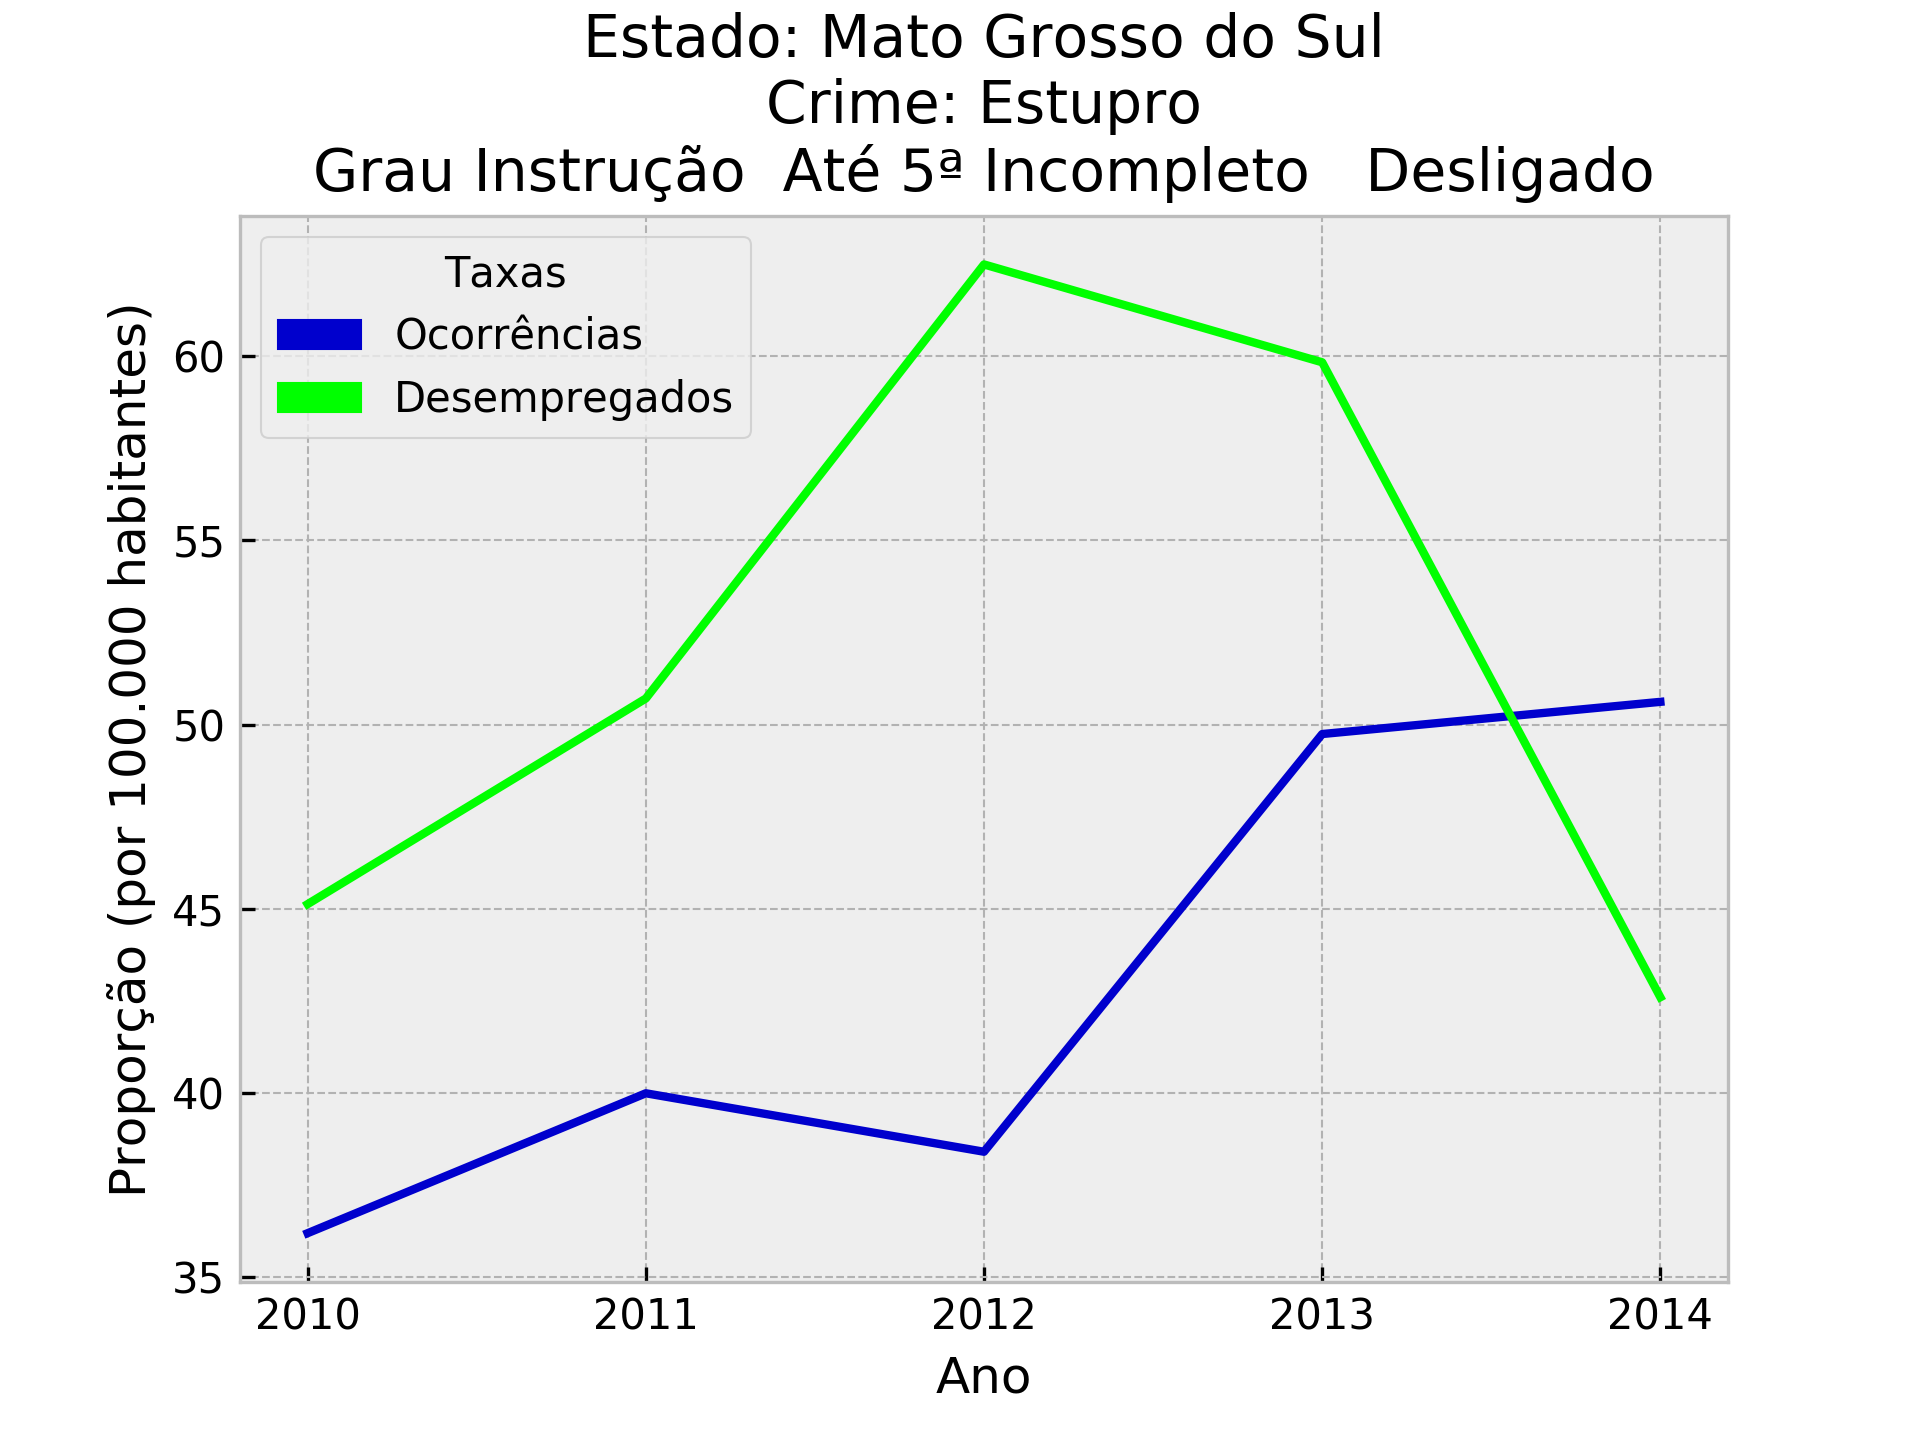 Estado: Mato Grosso do Sul
Crime: Estupro
Grau Instrução  Até 5ª Incompleto   Desligado
Taxas
Ocorrências
Desempregados
Proporção (por 100.000 habitantes)
60
55
50
45
40
35
2010 2011 2012 2013 2014
Ano